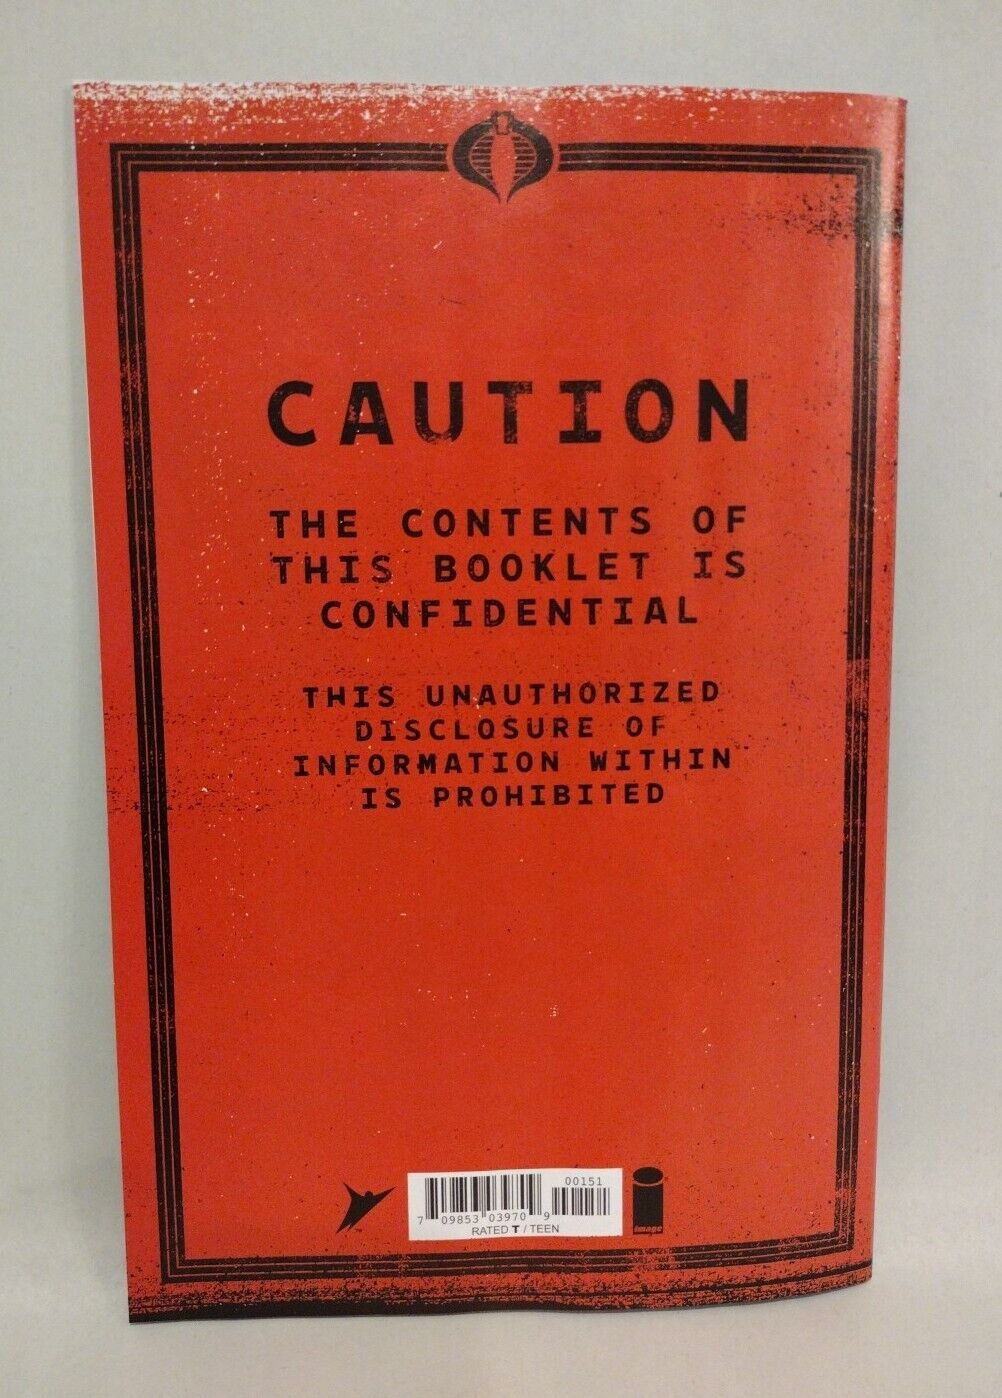 CAUTION
THE CONTENTS OF
THIS BOOKLET IS
CONFIDENTIAL
THIS UNAUTHORIZED
DISCLOSURE OF
INFORMATION WITHIN
IS PROHIBITED
00151
7 09853 03970 9
RATED T / TEEN
image